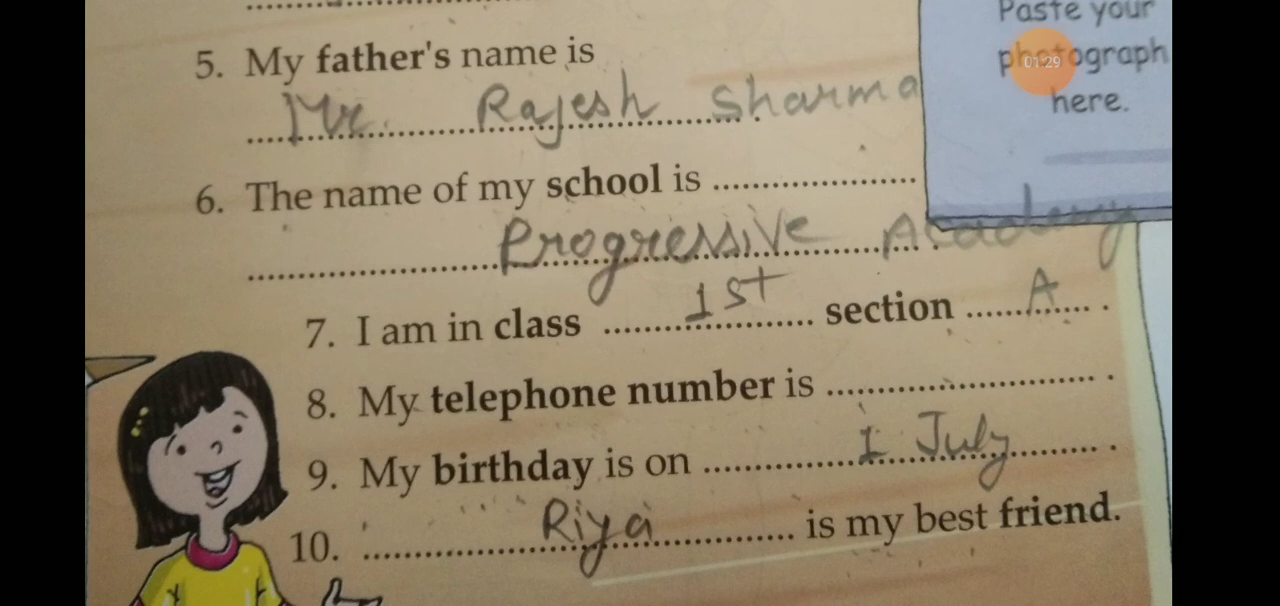 Paste your
photograph
here.
01:29
5. My father's name is
Mr. Rajesh Sharma
6. The name of my school is ....................
Progressive Academy
7. I am in class 1st section A .
8. My telephone number is .......................... .
9. My birthday is on 1 July .
10. Riya is my best friend.